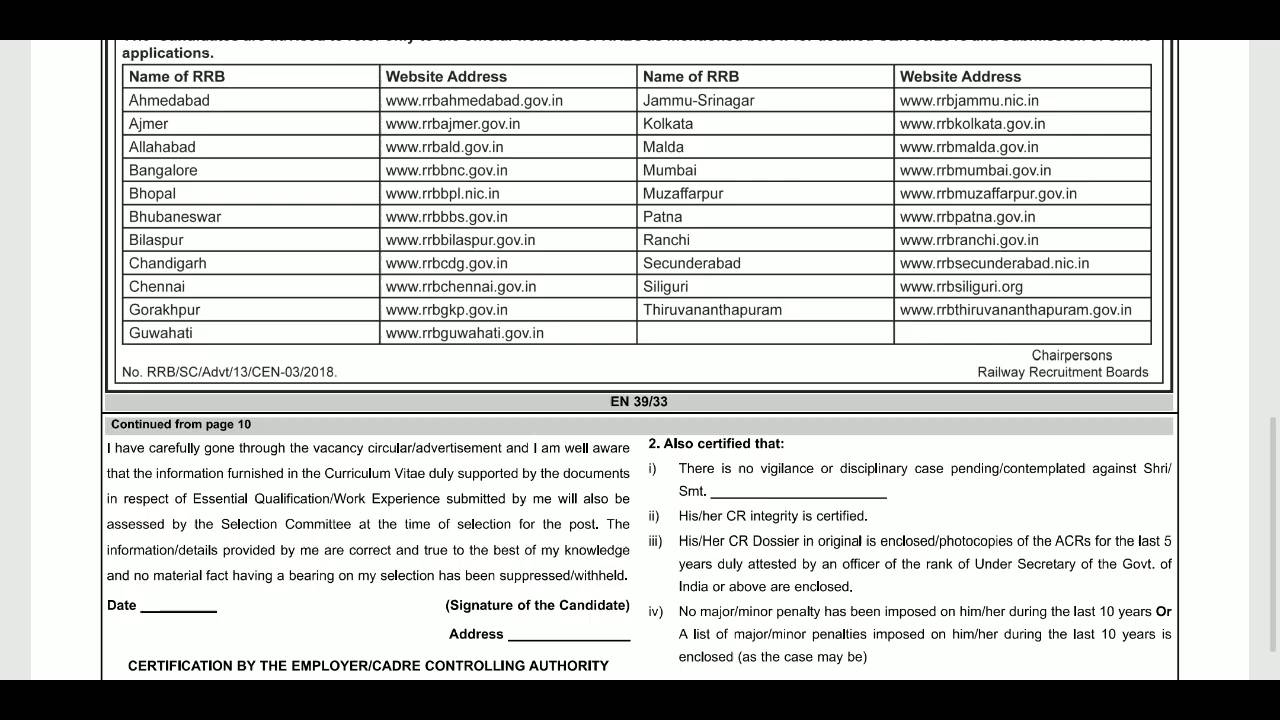 applications.
Name of RRB Website Address Name of RRB Website Address
Ahmedabad www.rrbahmedabad.gov.in Jammu-Srinagar www.rrbjammu.nic.in
Ajmer www.rrbajmer.gov.in Kolkata www.rrbkolkata.gov.in
Allahabad www.rrbald.gov.in Malda www.rrbmalda.gov.in
Bangalore www.rrbbnc.gov.in Mumbai www.rrbmumbai.gov.in
Bhopal www.rrbbpl.nic.in Muzaffarpur www.rrbmuzaffarpur.gov.in
Bhubaneswar www.rrbbbs.gov.in Patna www.rrbpatna.gov.in
Bilaspur www.rrbbilaspur.gov.in Ranchi www.rrbranchi.gov.in
Chandigarh www.rrbcdg.gov.in Secunderabad www.rrbsecunderabad.nic.in
Chennai www.rrbchennai.gov.in Siliguri www.rrbsiliguri.org
Gorakhpur www.rrbgkp.gov.in Thiruvananthapuram www.rrbthiruvananthapuram.gov.in
Guwahati www.rrbguwahati.gov.in
Chairpersons
No. RRB/SC/Advt/13/CEN-03/2018. Railway Recruitment Boards
EN 39/33
Continued from page 10
I have carefully gone through the vacancy circular/advertisement and I am well aware
that the information furnished in the Curriculum Vitae duly supported by the documents
in respect of Essential Qualification/Work Experience submitted by me will also be
assessed by the Selection Committee at the time of selection for the post. The
information/details provided by me are correct and true to the best of my knowledge
and no material fact having a bearing on my selection has been suppressed/withheld.
Date (Signature of the Candidate)
Address
CERTIFICATION BY THE EMPLOYER/CADRE CONTROLLING AUTHORITY
2. Also certified that:
i) There is no vigilance or disciplinary case pending/contemplated against Shri/
Smt.
ii) His/her CR integrity is certified.
iii) His/Her CR Dossier in original is enclosed/photocopies of the ACRs for the last 5
years duly attested by an officer of the rank of Under Secretary of the Govt. of
India or above are enclosed.
iv) No major/minor penalty has been imposed on him/her during the last 10 years Or
A list of major/minor penalties imposed on him/her during the last 10 years is
enclosed (as the case may be)